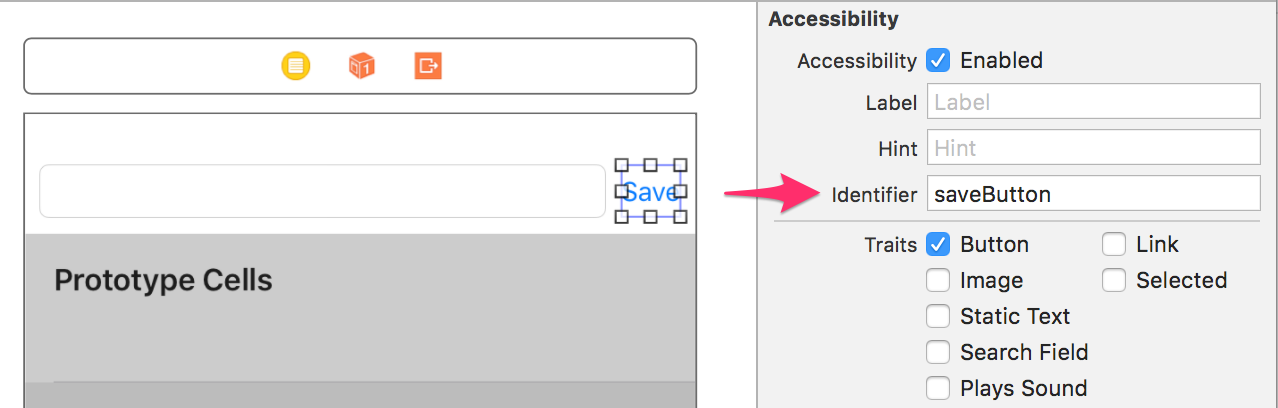 Accessibility
Accessibility Enabled
Label Label
Hint Hint
Save
Identifier saveButton
Traits Button Link
Prototype Cells
Image Selected
Static Text
Search Field
Plays Sound